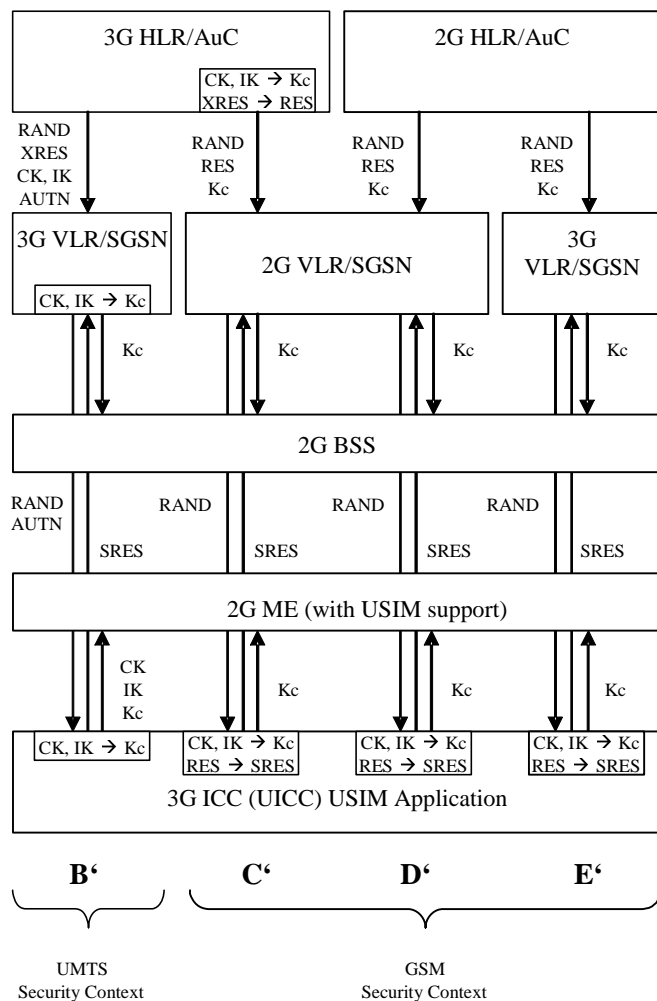 3G HLR/AuC
2G HLR/AuC
CK, IK → Kc
XRES → RES
RAND
XRES
CK, IK
AUTN
RAND
RES
Kc
RAND
RES
Kc
RAND
RES
Kc
3G VLR/SGSN
CK, IK → Kc
2G VLR/SGSN
3G
VLR/SGSN
Kc
Kc
Kc
Kc
2G BSS
RAND
AUTN
SRES
RAND
SRES
RAND
SRES
RAND
SRES
2G ME (with USIM support)
CK
IK
Kc
Kc
Kc
Kc
CK, IK → Kc
CK, IK → Kc
RES → SRES
CK, IK → Kc
RES → SRES
CK, IK → Kc
RES → SRES
3G ICC (UICC) USIM Application
B‘
C‘
D‘
E‘
UMTS
Security Context
GSM
Security Context